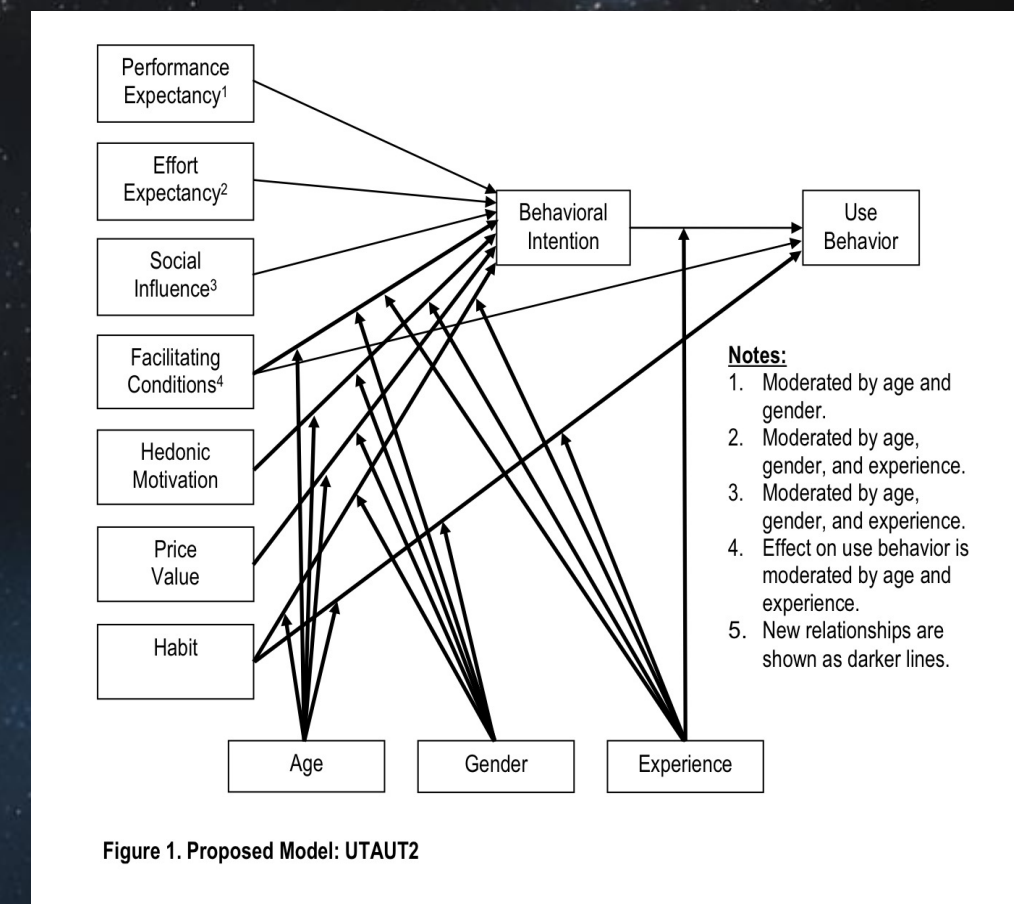 Performance
Expectancy¹
Effort
Expectancy²
Social
Influence³
Facilitating
Conditions⁴
Hedonic
Motivation
Price
Value
Habit
Behavioral
Intention
Use
Behavior
Notes:
1. Moderated by age and
gender.
2. Moderated by age,
gender, and experience.
3. Moderated by age,
gender, and experience.
4. Effect on use behavior is
moderated by age and
experience.
5. New relationships are
shown as darker lines.
Age
Gender
Experience
Figure 1. Proposed Model: UTAUT2